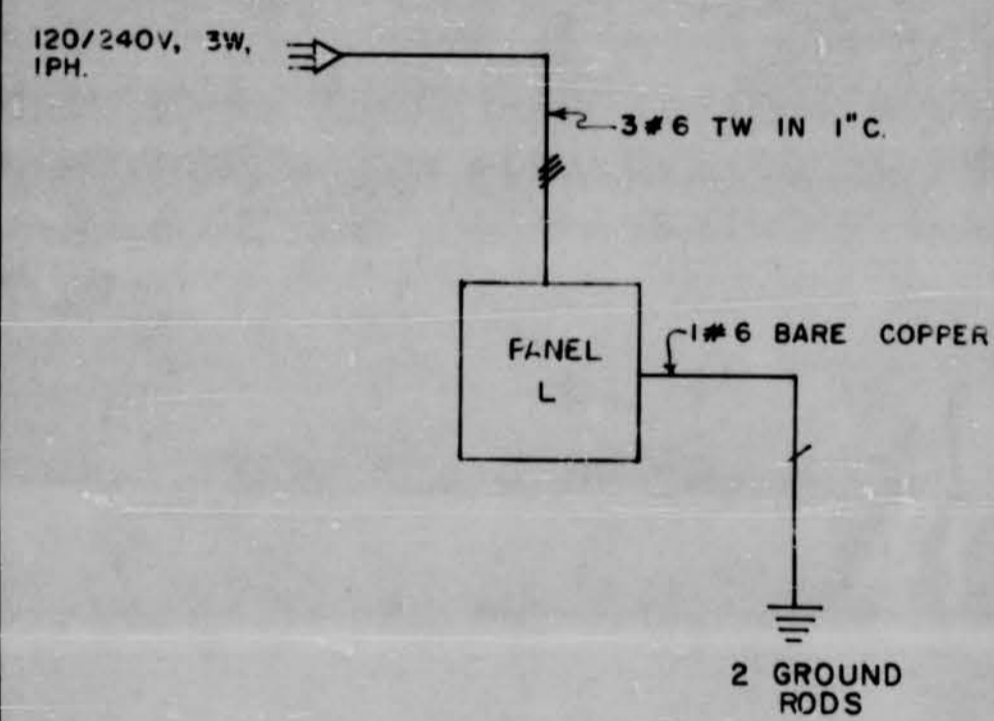 120/240V, 3W,
1PH.
3#6 TW IN 1"C.
PANEL
L
1#6 BARE COPPER
2 GROUND
RODS